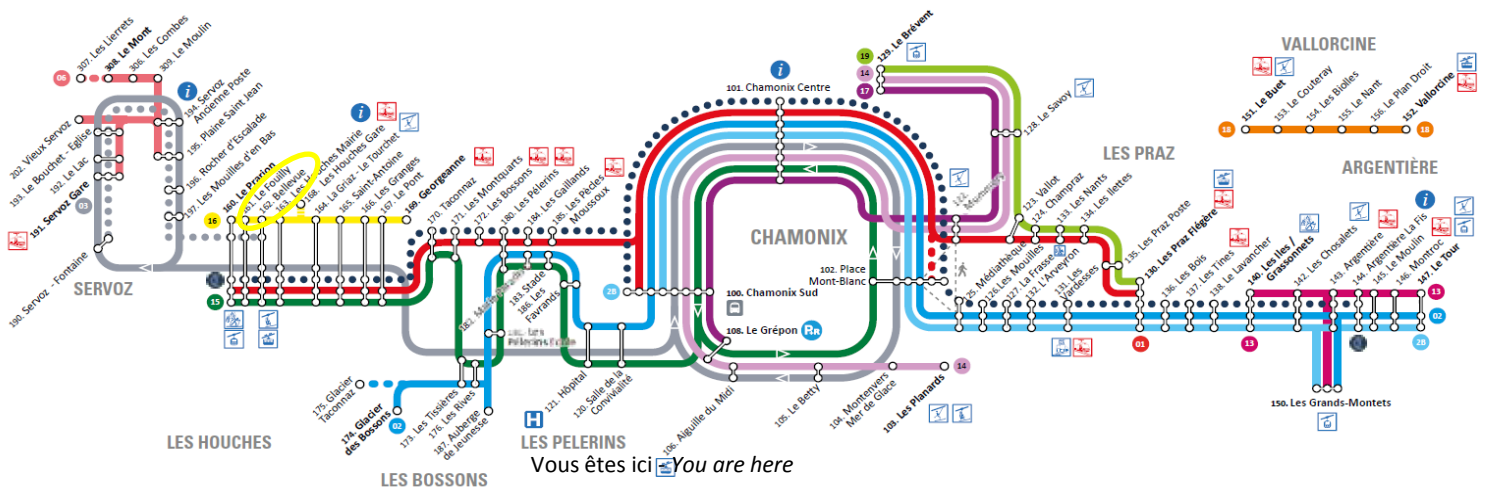 307. Les Lierrets
308. Le Mont
306. Les Combes
309. Le Moulin
06
194. Servoz
Ancienne Poste
195. Plaine Saint Jean
196. Rocher d'Escalade
197. Les Mouilles d'en Bas
202. Vieux Servoz
193. Le Bouchet - Eglise
192. Le Lac
191. Servoz Gare
03
190. Servoz - Fontaine
SERVOZ
16
15
160. Le Prarion
161. Fouilly
162. Bellevue
163. Les Houches Mairie
168. Les Houches Gare
164. La Griaz - Le Tourchet
165. Saint-Antoine
166. Les Granges
167. Le Pont
169. Georgeanne
LES HOUCHES
170. Taconnaz
171. Les Montquarts
172. Les Bossons
180. Les Pèlerins
184. Les Gaillands
185. Les Pècles
Moussoux
183. Stade
186. Les
Favrands
175. Glacier
Taconnaz
174. Glacier
des Bossons
02
173. Les Tissières
176. Les Rives
187. Auberge
de Jeunesse
LES BOSSONS
H
LES PELERINS
121. Hôpital
120. Salle de la
Convivialité
2B
101. Chamonix Centre
CHAMONIX
102. Place
Mont-Blanc
100. Chamonix Sud
108. Le Grépon
RR
106. Aiguille du Midi
105. Le Betty
104. Montenvers
Mer de Glace
103. Les Planards
14
19
14
17
129. Le Brévent
128. Le Savoy
LES PRAZ
123. Vallot
124. Champraz
133. Les Nants
134. Les Ilettes
135. Les Praz Poste
130. Les Praz Flégère
125. Médiathèque
126. Les Mouilles
127. La Frasse
132. L'Arveyron
131. Les
Vardesses
01
136. Les Bois
137. Les Tines
138. Le Lavancher
140. Les Iles /
Grassonnets
13
142. Les Chosalets
143. Argentière
144. Argentière La Fis
145. Le Moulin
146. Montroc
147. Le Tour
13
02
2B
150. Les Grands-Montets
ARGENTIÈRE
VALLORCINE
18
151. Le Buet
153. Le Couteray
154. Les Biolles
155. Le Nant
156. Le Plan Droit
152. Vallorcine
18
Vous êtes ici - You are here